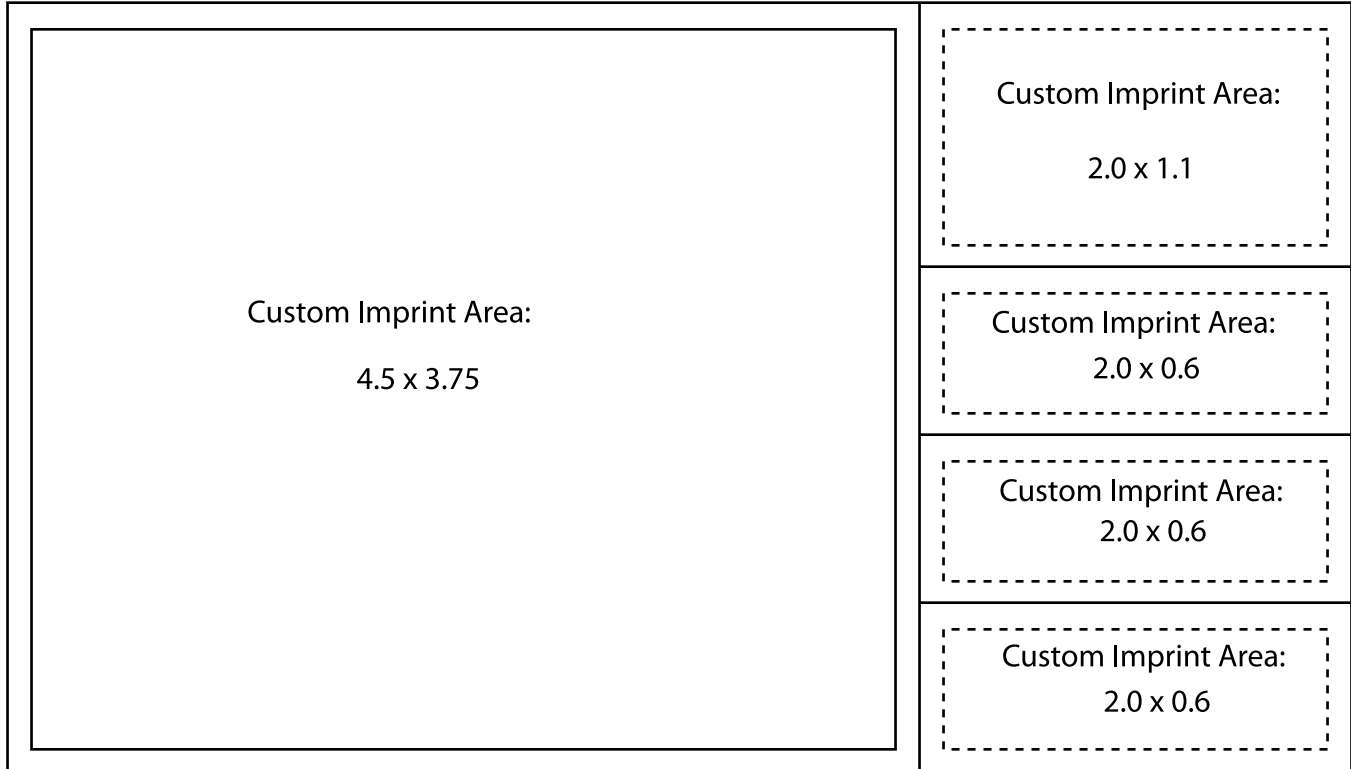 Custom Imprint Area:
4.5 x 3.75
Custom Imprint Area:
2.0 x 1.1
Custom Imprint Area:
2.0 x 0.6
Custom Imprint Area:
2.0 x 0.6
Custom Imprint Area:
2.0 x 0.6